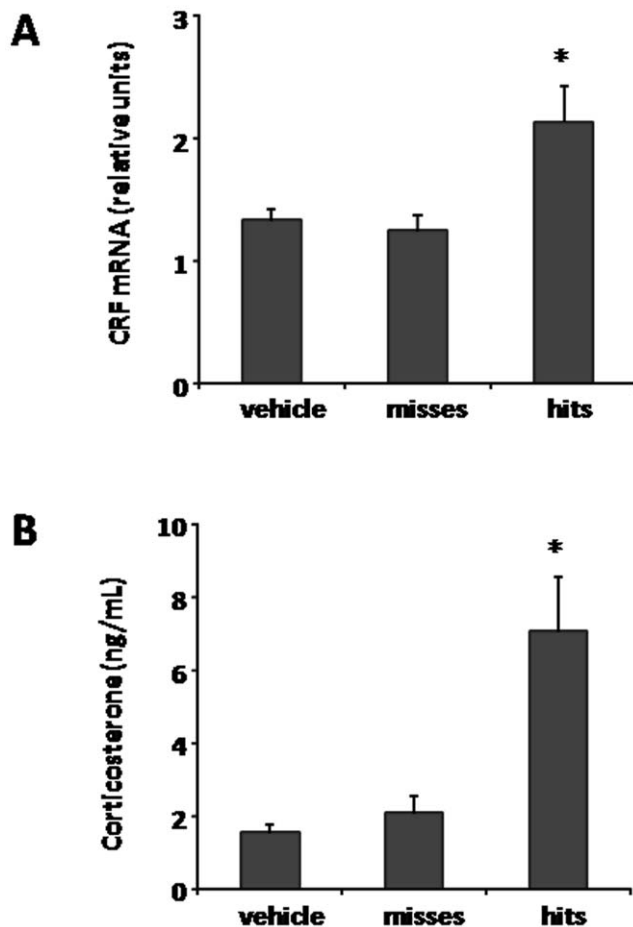 A
CRF mRNA (relative units)
3
2
1
0
*
vehicle misses hits
B
Corticosterone (ng/mL)
10
8
6
4
2
0
*
vehicle misses hits